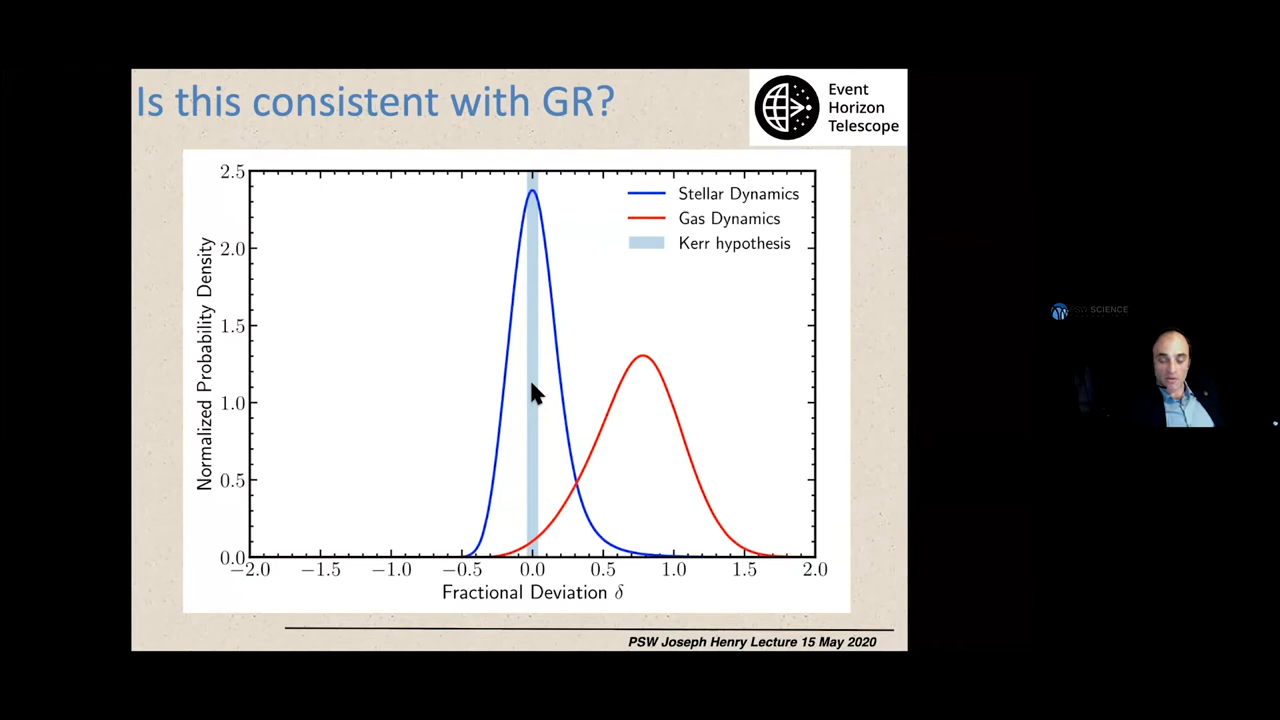 Is this consistent with GR?
Event
Horizon
Telescope
2.5
2.0
1.5
1.0
0.5
0.0
Normalized Probability Density
Stellar Dynamics
Gas Dynamics
Kerr hypothesis
−2.0 −1.5 −1.0 −0.5 0.0 0.5 1.0 1.5 2.0
Fractional Deviation δ
PSW Joseph Henry Lecture 15 May 2020
SCIENCE